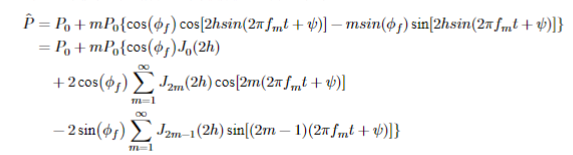 P̂ = P₀ + mP₀{cos(ϕ_f)cos[2hsin(2πf_mt + ψ)] − msin(ϕ_f)sin[2hsin(2πf_mt + ψ)]}
= P₀ + mP₀{cos(ϕ_f)J₀(2h)
+ 2cos(ϕ_f) ∑_{m=1}^{∞} J_{2m}(2h)cos[2m(2πf_mt + ψ)]
− 2sin(ϕ_f) ∑_{m=1}^{∞} J_{2m−1}(2h)sin[(2m − 1)(2πf_mt + ψ)]}